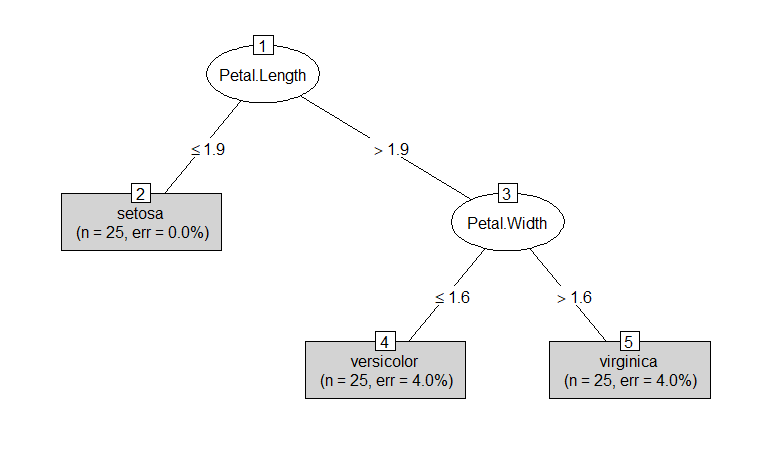 1
Petal.Length
≤ 1.9
> 1.9
2
setosa
(n = 25, err = 0.0%)
3
Petal.Width
≤ 1.6
> 1.6
4
versicolor
(n = 25, err = 4.0%)
5
virginica
(n = 25, err = 4.0%)